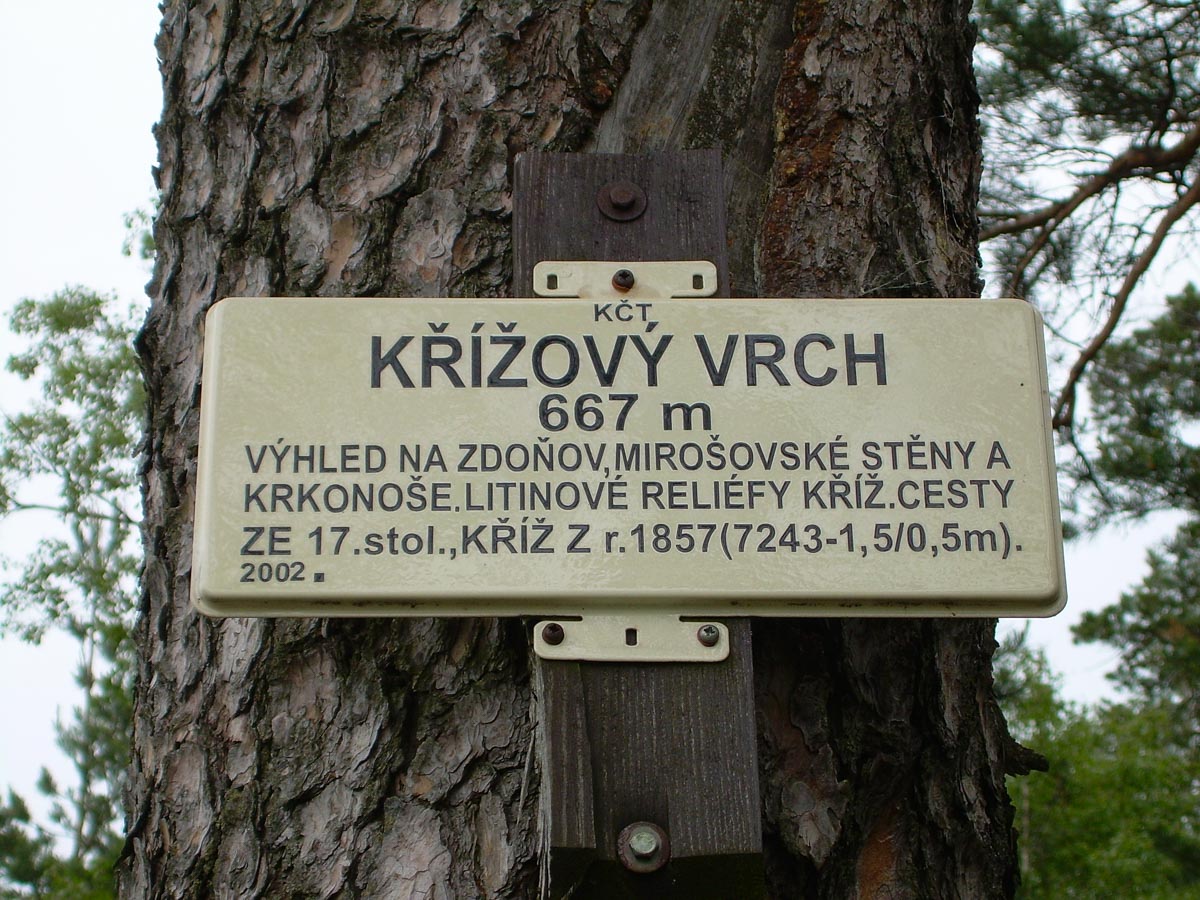 KČT
KŘÍŽOVÝ VRCH
667 m
VÝHLED NA ZDOŇOV,MIROŠOVSKÉ STĚNY A
KRKONOŠE.LITINOVÉ RELIÉFY KŘÍŽ.CESTY
ZE 17.stol.,KŘÍŽ Z r.1857(7243-1,5/0,5m).
2002.